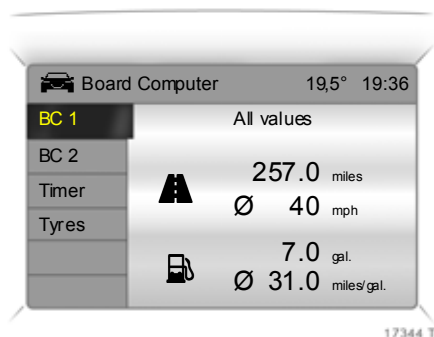 Board Computer 19,5° 19:36
BC 1
All values
BC 2
Timer
Tyres
257.0 miles
Ø 40 mph
7.0 gal.
Ø 31.0 miles/gal.
17344 T